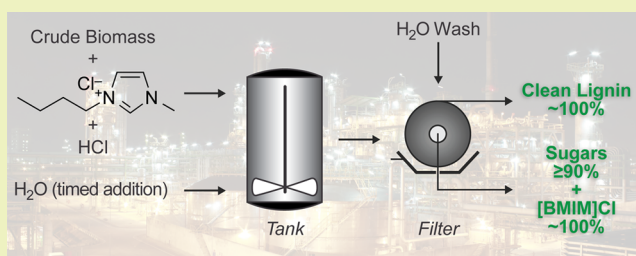 Crude Biomass
+
Cl–
N
+
N
+
HCl
H₂O (timed addition)
Tank
H₂O Wash
Filter
Clean Lignin
~100%
Sugars
≥90%
+
[BMIM]Cl
~100%